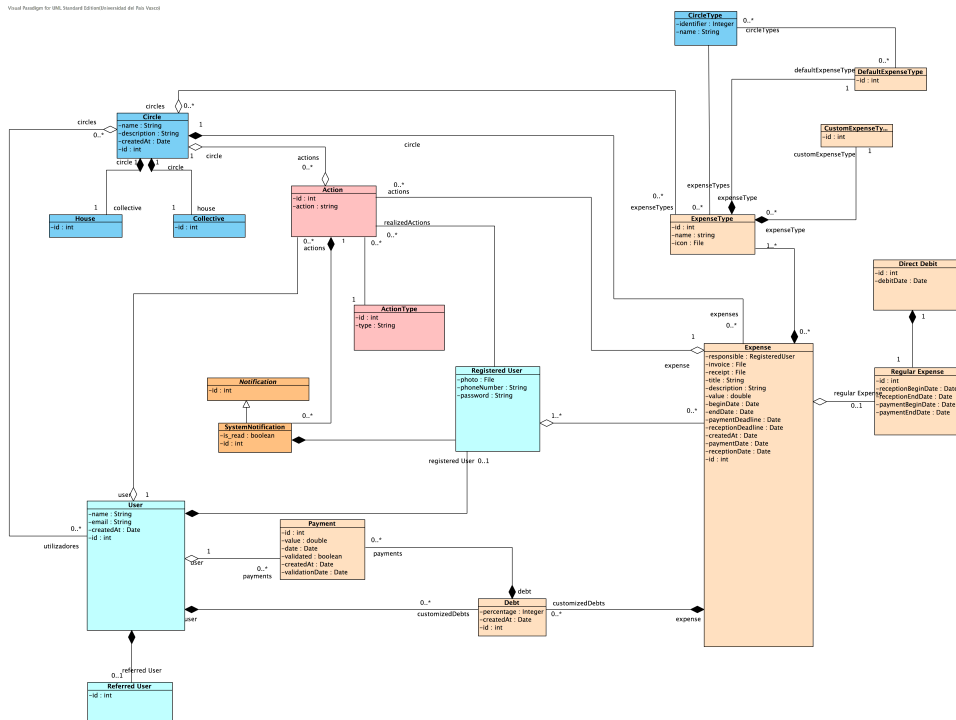 Visual Paradigm for UML Standard Edition(Universidad del Pais Vasco)
CircleType
-identifier : Integer
-name : String
0..*
circleTypes
0..*
defaultExpenseType
1
DefaultExpenseType
-id : int
circles
0..*
circles
0..*
Circle
-name : String
-description : String
-createdAt : Date
-id : int
1
circle
1
circle
circle 1
1
circle
CustomExpenseTy...
-id : int
customExpenseType
1
actions
0..*
1
collective
1
house
House
-id : int
Collective
-id : int
Action
-id : int
-action : string
0..*
actions
realizedActions
0..*
0..*
actions
1
0..*
expenseTypes
0..*
expenseTypes
0..*
expenseType
ExpenseType
-id : int
-name : string
-icon : File
0..*
expenseType
1..*
Direct Debit
-id : int
-debitDate : Date
1
1
1
ActionType
-id : int
-type : String
expenses
0..*
1
expense
0..*
Expense
-responsible : RegisteredUser
-invoice : File
-receipt : File
-title : String
-description : String
-value : double
-beginDate : Date
-endDate : Date
-paymentDeadline : Date
-receptionDeadline : Date
-createdAt : Date
-paymentDate : Date
-receptionDate : Date
-id : int
Regular Expense
-id : int
-receptionBeginDate : Date
-receptionEndDate : Date
-paymentBeginDate : Date
-paymentEndDate : Date
regular Expense
0..1
Registered User
-photo : File
-phoneNumber : String
-password : String
1..*
0..*
registered User 0..1
Notification
-id : int
0..*
SystemNotification
-is_read : boolean
-id : int
user
1
User
-name : String
-email : String
-createdAt : Date
-id : int
0..*
utilizadores
1
user
0..*
payments
Payment
-id : int
-value : double
-date : Date
-validated : boolean
-createdAt : Date
-validationDate : Date
0..*
payments
debt
Debt
-percentage : Integer
-createdAt : Date
-id : int
0..*
customizedDebts
customizedDebts
0..*
expense
user
referred User
0..1
Referred User
-id : int